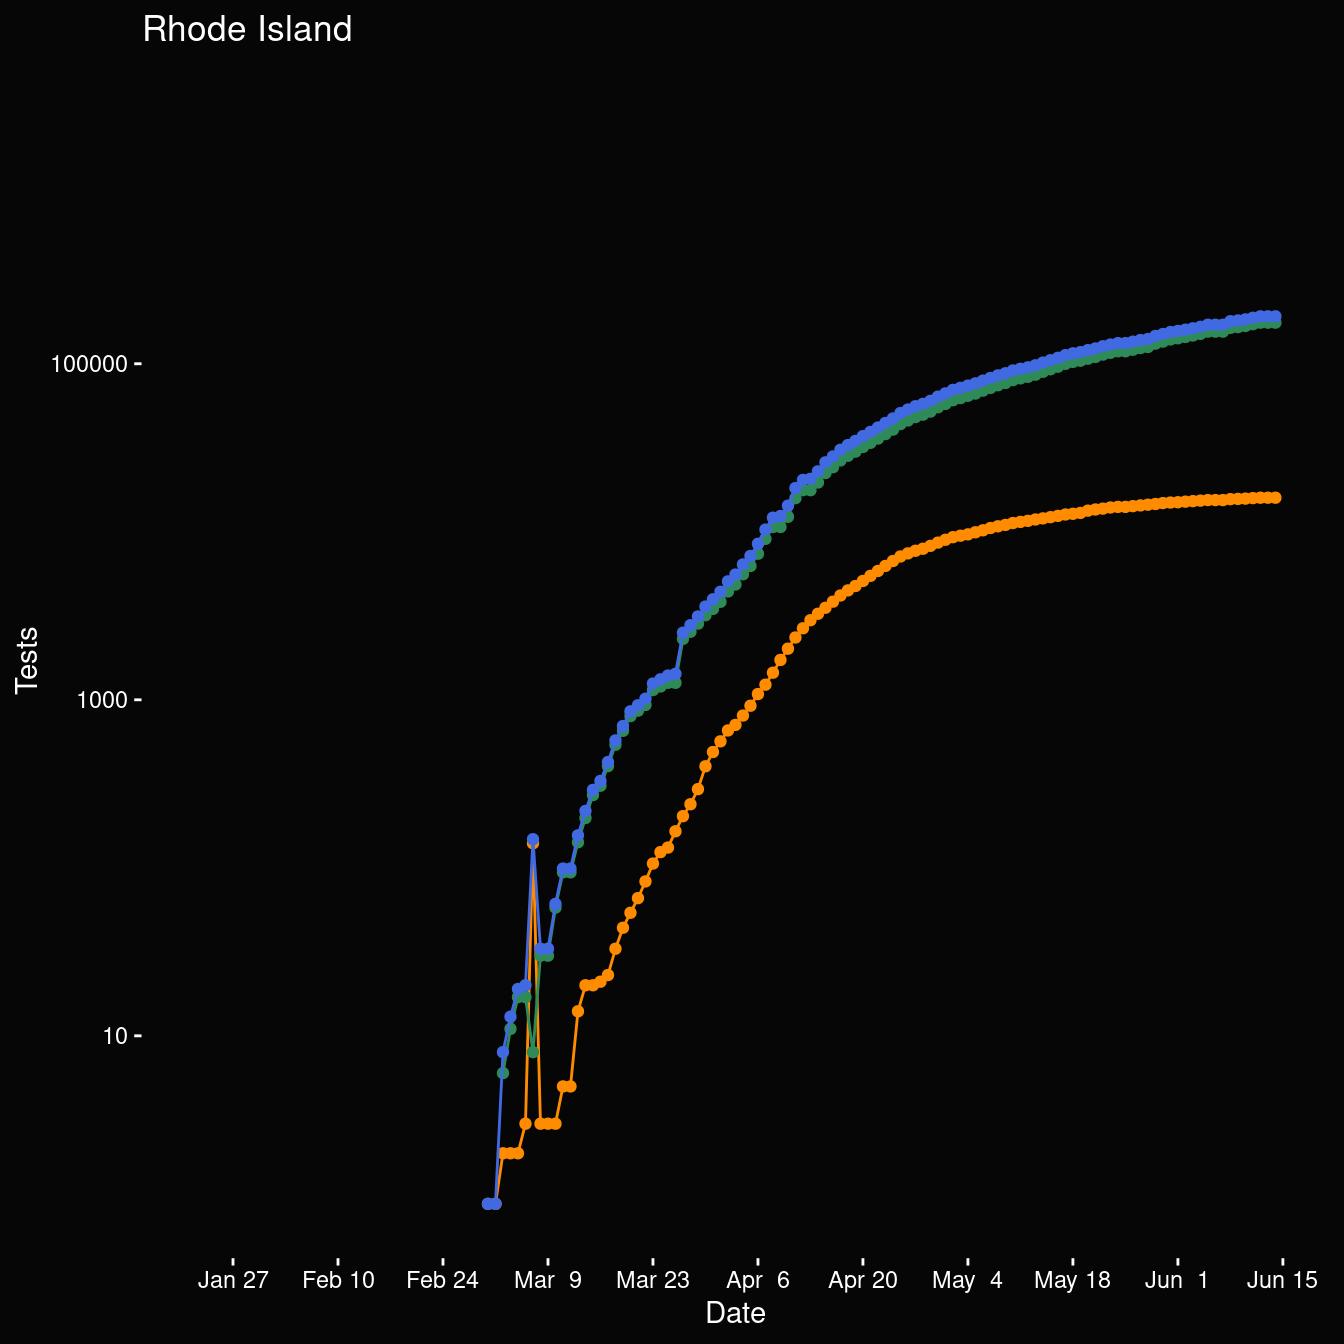 Rhode Island
100000
1000
10
Tests
Jan 27
Feb 10
Feb 24
Mar  9
Mar 23
Apr  6
Apr 20
May  4
May 18
Jun  1
Jun 15
Date